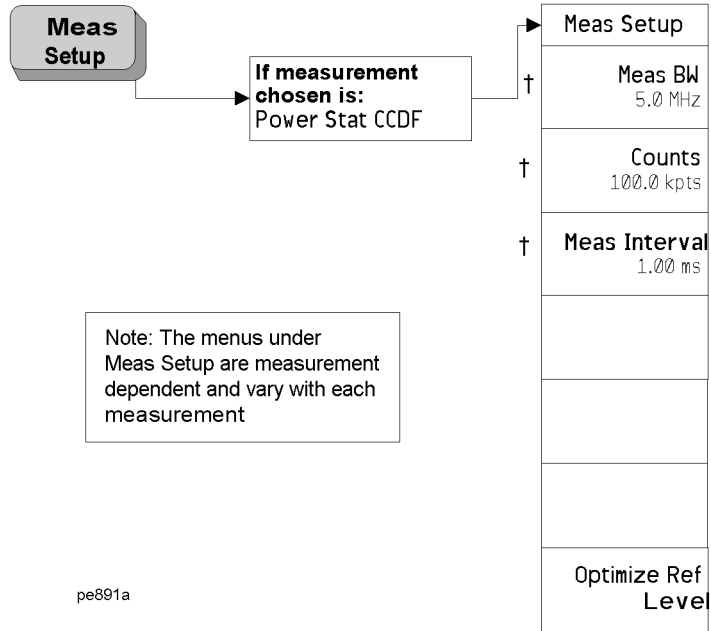 Meas
Setup
If measurement
chosen is:
Power Stat CCDF
Meas Setup
†
Meas BW
5.0 MHz
†
Counts
100.0 kpts
†
Meas Interval
1.00 ms
Note: The menus under
Meas Setup are measurement
dependent and vary with each
measurement
Optimize Ref
Level
pe891a